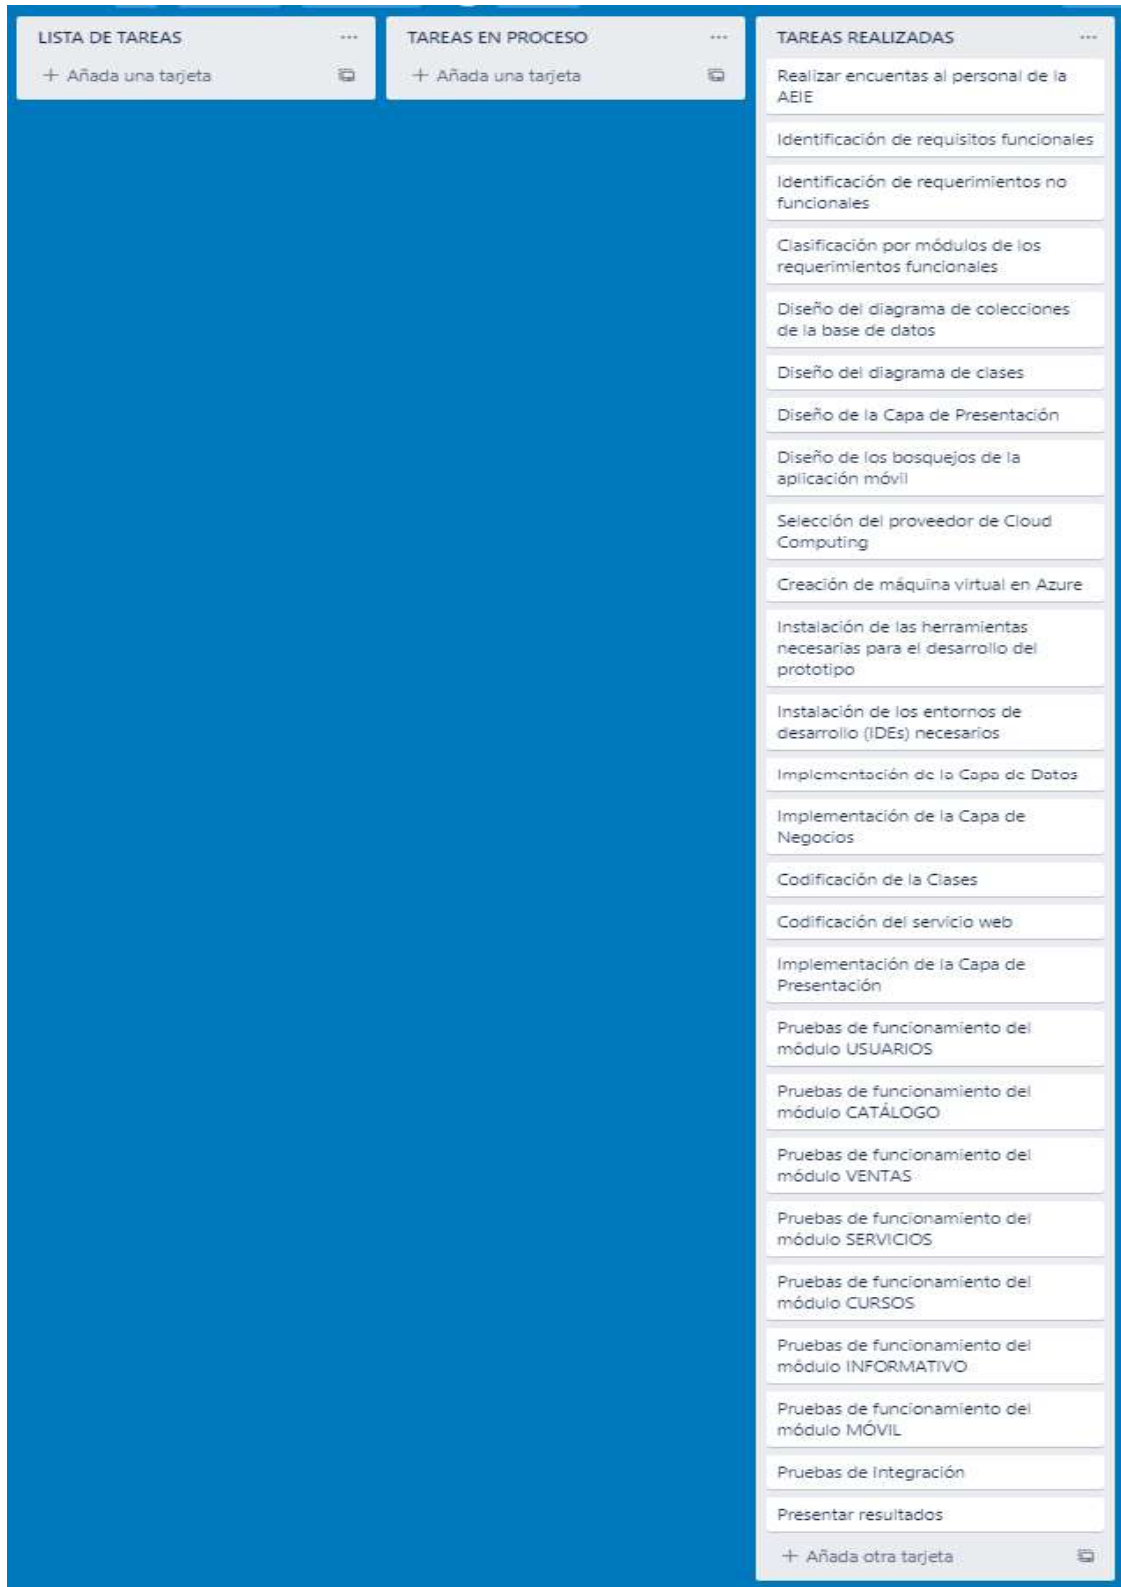 LISTA DE TAREAS
+ Añada una tarjeta
TAREAS EN PROCESO
+ Añada una tarjeta
TAREAS REALIZADAS
Realizar encuentas al personal de la
AEIE
Identificación de requisitos funcionales
Identificación de requerimientos no
funcionales
Clasificación por módulos de los
requerimientos funcionales
Diseño del diagrama de colecciones
de la base de datos
Diseño del diagrama de clases
Diseño de la Capa de Presentación
Diseño de los bosquejos de la
aplicación móvil
Selección del proveedor de Cloud
Computing
Creación de máquina virtual en Azure
Instalación de las herramientas
necesarias para el desarrollo del
prototipo
Instalación de los entornos de
desarrollo (IDEs) necesarios
Implementación de la Capa de Datos
Implementación de la Capa de
Negocios
Codificación de la Clases
Codificación del servicio web
Implementación de la Capa de
Presentación
Pruebas de funcionamiento del
módulo USUARIOS
Pruebas de funcionamiento del
módulo CATÁLOGO
Pruebas de funcionamiento del
módulo VENTAS
Pruebas de funcionamiento del
módulo SERVICIOS
Pruebas de funcionamiento del
módulo CURSOS
Pruebas de funcionamiento del
módulo INFORMATIVO
Pruebas de funcionamiento del
módulo MÓVIL
Pruebas de Integración
Presentar resultados
+ Añada otra tarjeta